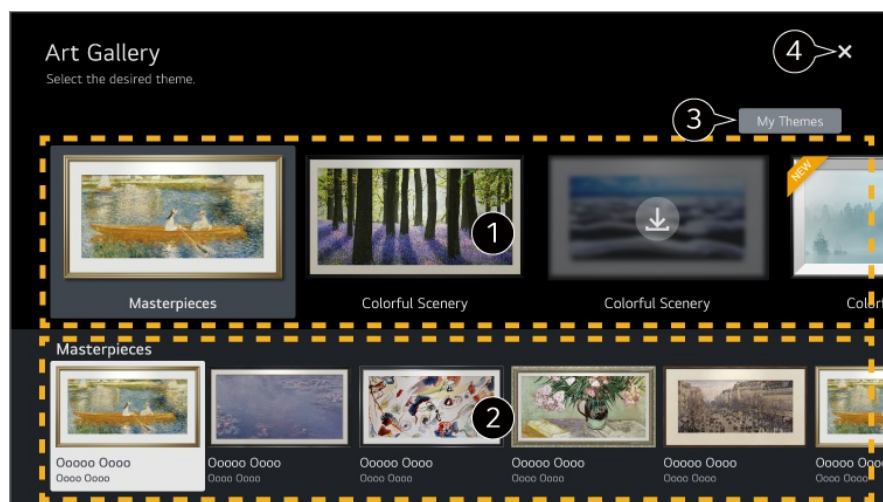 Art Gallery
Select the desired theme.
4
3
My Themes
NEW
1
Masterpieces
Colorful Scenery
Colorful Scenery
Masterpieces
2
Ooooo Oooo
Ooooo Oooo
Ooooo Oooo
Ooooo Oooo
Ooooo Oooo
Oooo Oooo
Oooo Oooo
Oooo Oooo
Oooo Oooo
Oooo Oooo
Oooo Oooo